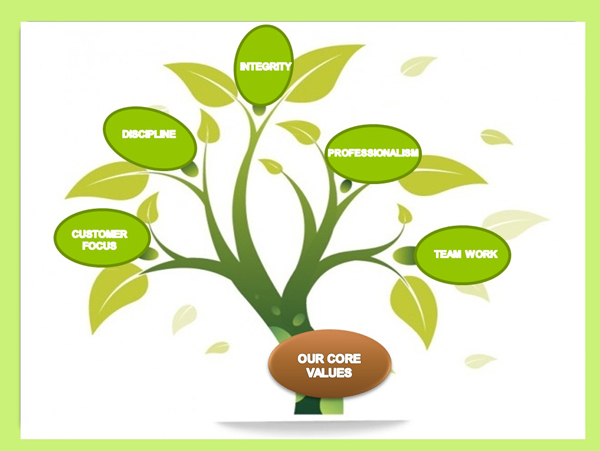 INTEGRITY
DISCIPLINE
PROFESSIONALISM
CUSTOMER
FOCUS
TEAM WORK
OUR CORE
VALUES